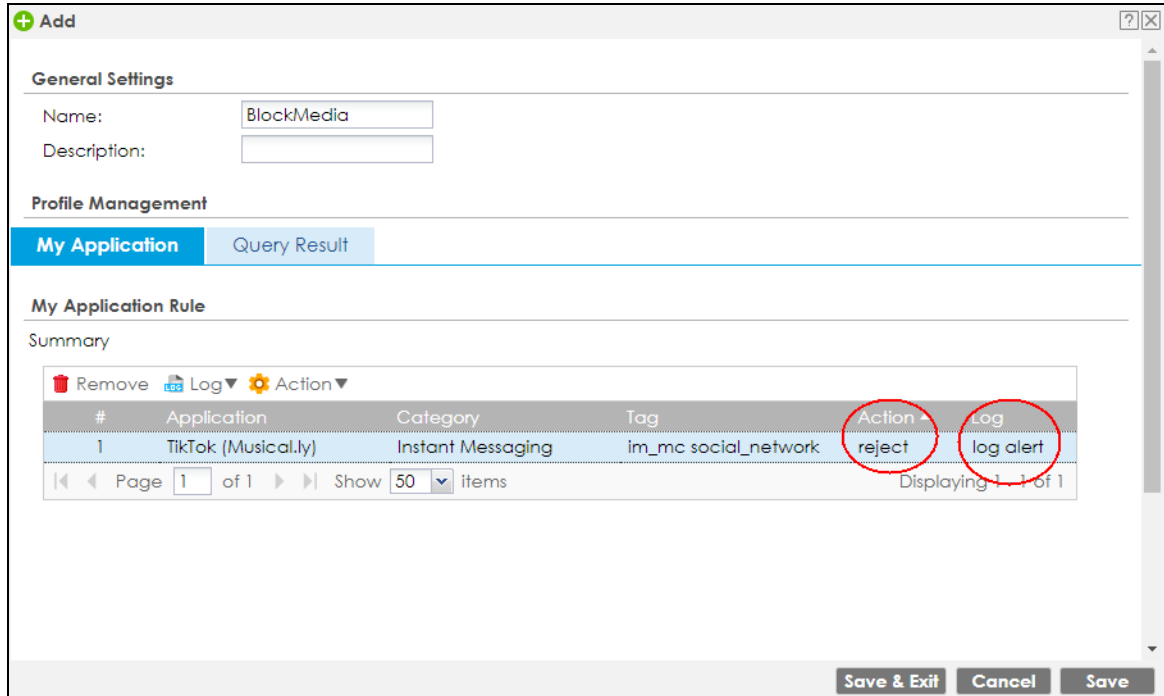 Add ?
General Settings
Name: BlockMedia
Description:
Profile Management
My Application Query Result
My Application Rule
Summary
Remove LOG Log Action
# Application Category Tag Action Log
1 TikTok (Musical.ly) Instant Messaging im_mc social_network reject log alert
Page 1 of 1 Show 50 items Displaying 1 - 1 of 1
Save & Exit Cancel Save